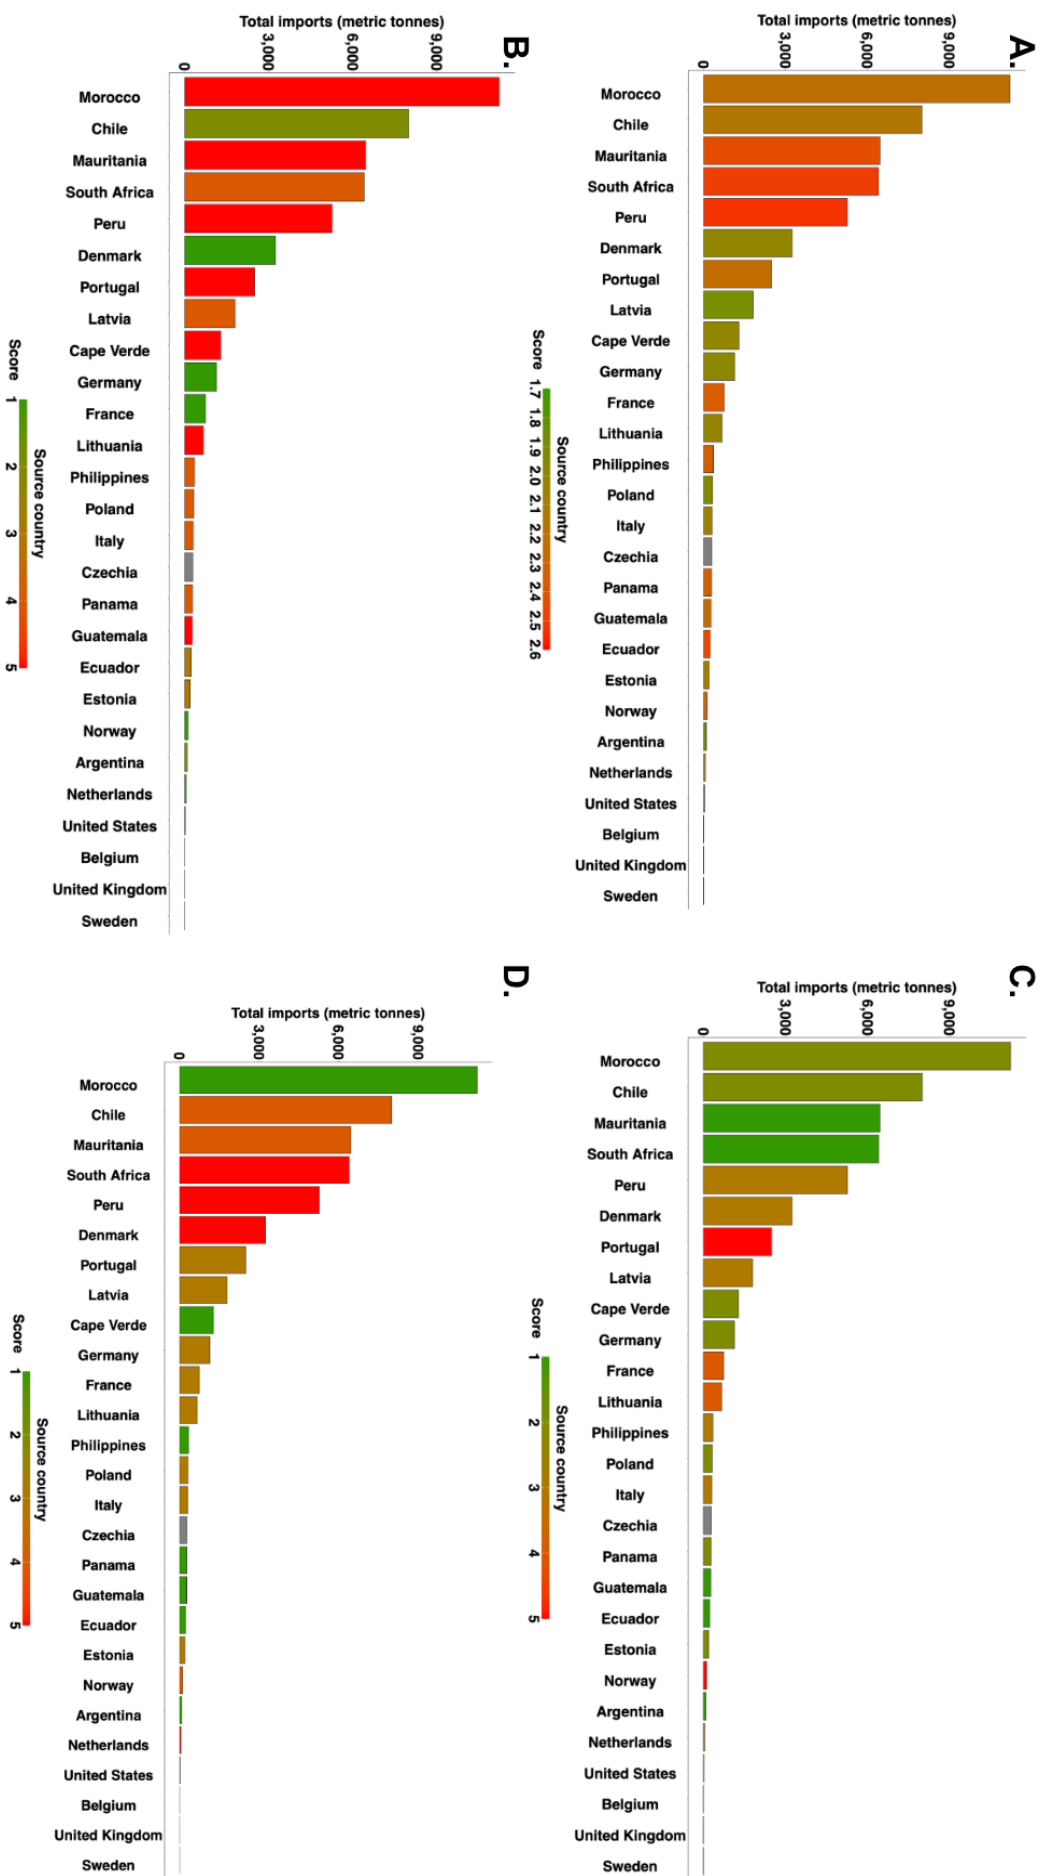 A.
Total imports (metric tonnes)
0
3,000
6,000
9,000
Morocco
Chile
Mauritania
South Africa
Peru
Denmark
Portugal
Latvia
Cape Verde
Germany
France
Lithuania
Philippines
Poland
Italy
Czechia
Panama
Guatemala
Ecuador
Estonia
Norway
Argentina
Netherlands
United States
Belgium
United Kingdom
Sweden
Source country
Score 1.7 1.8 1.9 2.0 2.1 2.2 2.3 2.4 2.5 2.6
B.
Total imports (metric tonnes)
0
3,000
6,000
9,000
Morocco
Chile
Mauritania
South Africa
Peru
Denmark
Portugal
Latvia
Cape Verde
Germany
France
Lithuania
Philippines
Poland
Italy
Czechia
Panama
Guatemala
Ecuador
Estonia
Norway
Argentina
Netherlands
United States
Belgium
United Kingdom
Sweden
Source country
Score 1 2 3 4 5
C.
Total imports (metric tonnes)
0
3,000
6,000
9,000
Morocco
Chile
Mauritania
South Africa
Peru
Denmark
Portugal
Latvia
Cape Verde
Germany
France
Lithuania
Philippines
Poland
Italy
Czechia
Panama
Guatemala
Ecuador
Estonia
Norway
Argentina
Netherlands
United States
Belgium
United Kingdom
Sweden
Source country
Score 1 2 3 4 5
D.
Total imports (metric tonnes)
0
3,000
6,000
9,000
Morocco
Chile
Mauritania
South Africa
Peru
Denmark
Portugal
Latvia
Cape Verde
Germany
France
Lithuania
Philippines
Poland
Italy
Czechia
Panama
Guatemala
Ecuador
Estonia
Norway
Argentina
Netherlands
United States
Belgium
United Kingdom
Sweden
Source country
Score 1 2 3 4 5